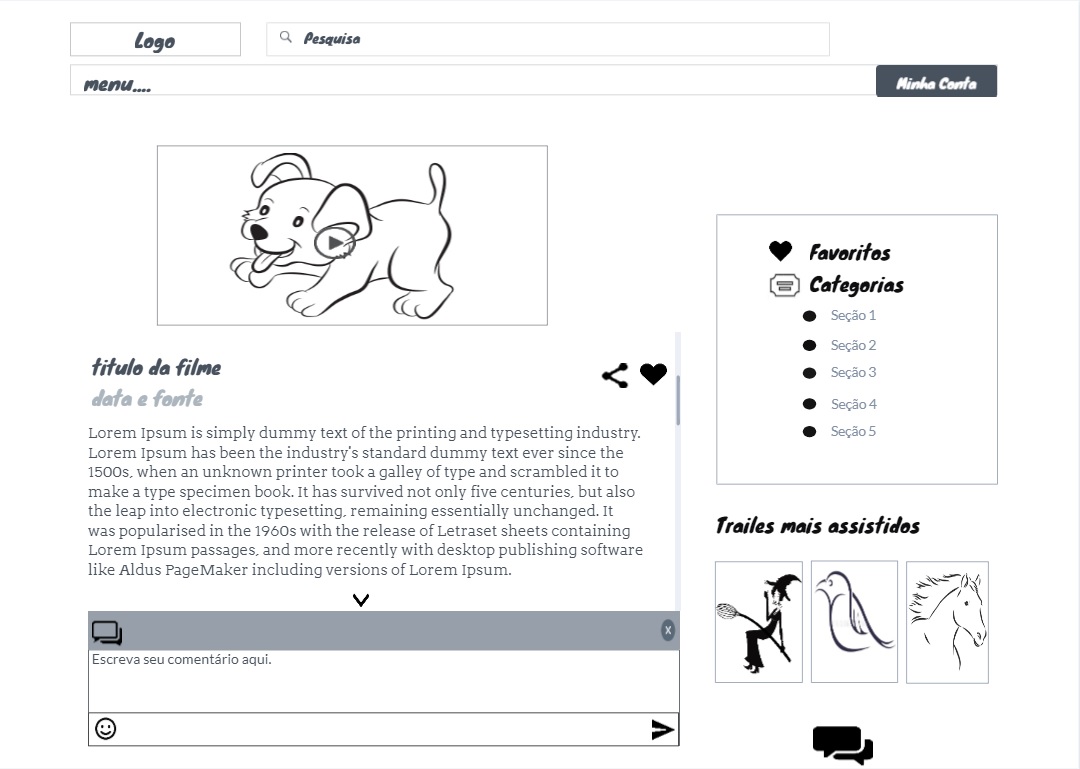 Logo
Pesquisa
menu....
Minha Conta
titulo da filme
data e fonte
Lorem Ipsum is simply dummy text of the printing and typesetting industry.
Lorem Ipsum has been the industry's standard dummy text ever since the
1500s, when an unknown printer took a galley of type and scrambled it to
make a type specimen book. It has survived not only five centuries, but also
the leap into electronic typesetting, remaining essentially unchanged. It
was popularised in the 1960s with the release of Letraset sheets containing
Lorem Ipsum passages, and more recently with desktop publishing software
like Aldus PageMaker including versions of Lorem Ipsum.
X
Escreva seu comentário aqui.
Favoritos
Categorias
Seção 1
Seção 2
Seção 3
Seção 4
Seção 5
Trailes mais assistidos